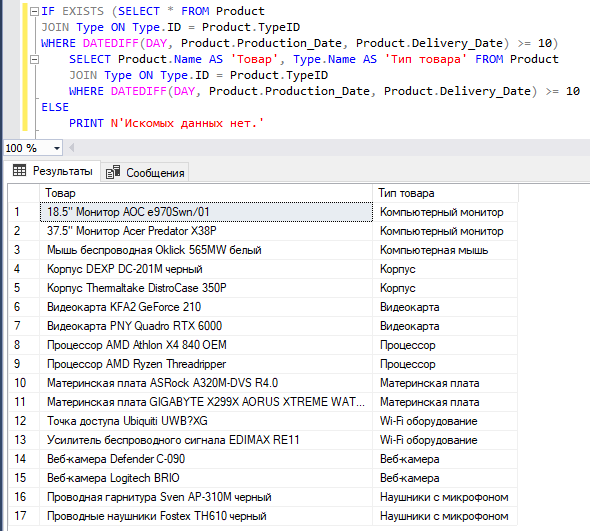 IF EXISTS (SELECT * FROM Product
JOIN Type ON Type.ID = Product.TypeID
WHERE DATEDIFF(DAY, Product.Production_Date, Product.Delivery_Date) >= 10)
SELECT Product.Name AS 'Товар', Type.Name AS 'Тип товара' FROM Product
JOIN Type ON Type.ID = Product.TypeID
WHERE DATEDIFF(DAY, Product.Production_Date, Product.Delivery_Date) >= 10
ELSE
PRINT N'Искомых данных нет.'
100 %
Результаты Сообщения
Товар Тип товара
1 18.5" Монитор AOC e970Swn/01 Компьютерный монитор
2 37.5" Монитор Acer Predator X38P Компьютерный монитор
3 Мышь беспроводная Oklick 565MW белый Компьютерная мышь
4 Корпус DEXP DC-201M черный Корпус
5 Корпус Thermaltake DistroCase 350P Корпус
6 Видеокарта KFA2 GeForce 210 Видеокарта
7 Видеокарта PNY Quadro RTX 6000 Видеокарта
8 Процессор AMD Athlon X4 840 OEM Процессор
9 Процессор AMD Ryzen Threadripper Процессор
10 Материнская плата ASRock A320M-DVS R4.0 Материнская плата
11 Материнская плата GIGABYTE X299X AORUS XTREME WAT... Материнская плата
12 Точка доступа Ubiquiti UWB?XG Wi-Fi оборудование
13 Усилитель беспроводного сигнала EDIMAX RE11 Wi-Fi оборудование
14 Веб-камера Defender C-090 Веб-камера
15 Веб-камера Logitech BRIO Веб-камера
16 Проводная гарнитура Sven AP-310M черный Наушники с микрофоном
17 Проводные наушники Fostex TH610 черный Наушники с микрофоном